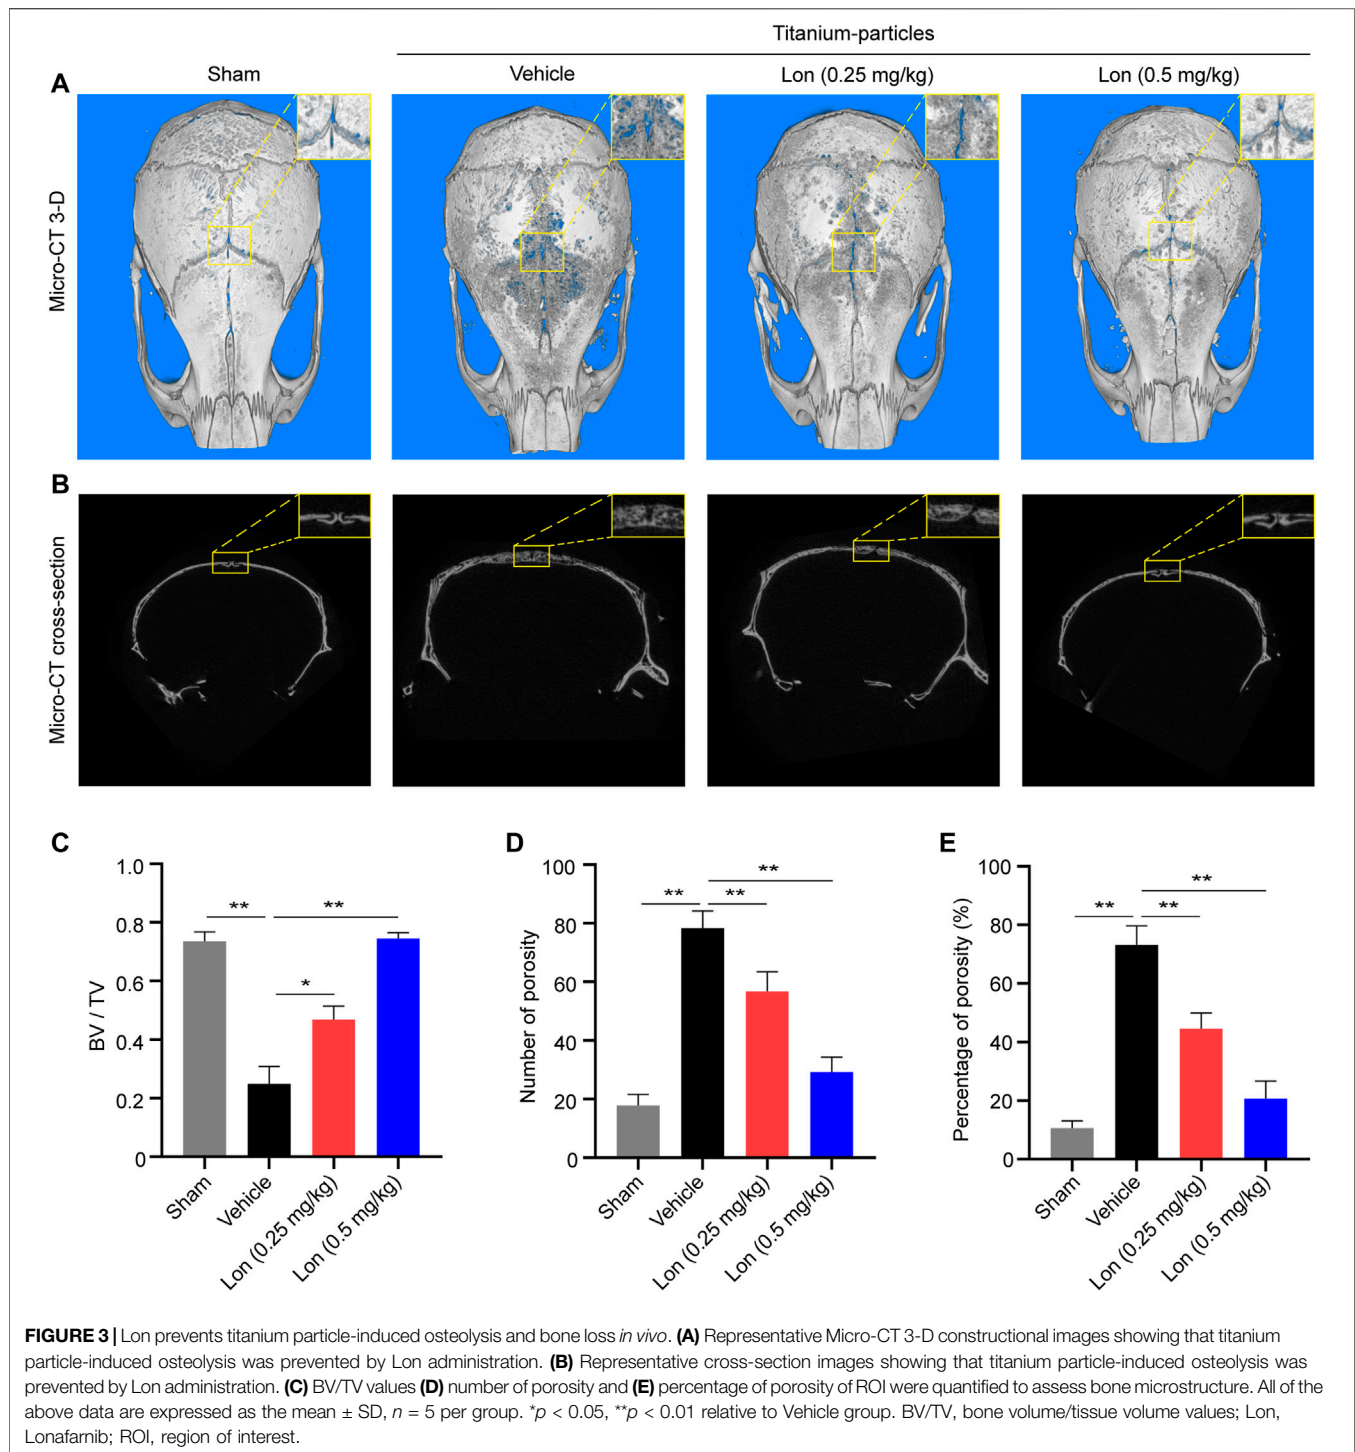 Titanium-particles
A
Sham
Vehicle
Lon (0.25 mg/kg)
Lon (0.5 mg/kg)
Micro-CT 3-D
B
Micro-CT cross-section
C
BV / TV
1.0
0.8
0.6
0.4
0.2
0
**
**
*
Sham
Vehicle
Lon (0.25 mg/kg)
Lon (0.5 mg/kg)
D
Number of porosity
100
80
60
40
20
0
**
**
**
Sham
Vehicle
Lon (0.25 mg/kg)
Lon (0.5 mg/kg)
E
Percentage of porosity (%)
100
80
60
40
20
0
**
**
**
Sham
Vehicle
Lon (0.25 mg/kg)
Lon (0.5 mg/kg)
FIGURE 3 | Lon prevents titanium particle-induced osteolysis and bone loss in vivo. (A) Representative Micro-CT 3-D constructional images showing that titanium
particle-induced osteolysis was prevented by Lon administration. (B) Representative cross-section images showing that titanium particle-induced osteolysis was
prevented by Lon administration. (C) BV/TV values (D) number of porosity and (E) percentage of porosity of ROI were quantified to assess bone microstructure. All of the
above data are expressed as the mean ± SD, n = 5 per group. *p < 0.05, **p < 0.01 relative to Vehicle group. BV/TV, bone volume/tissue volume values; Lon,
Lonafarnib; ROI, region of interest.